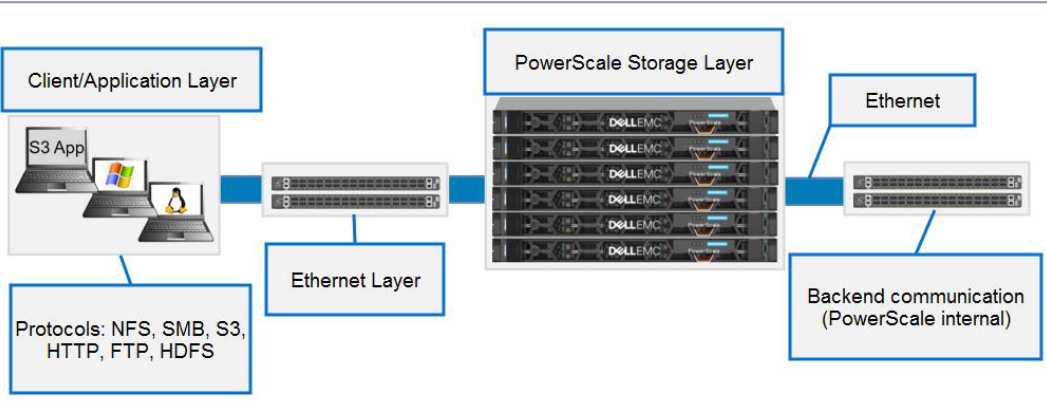 Client/Application Layer
S3 App
Protocols: NFS, SMB, S3,
HTTP, FTP, HDFS
Ethernet Layer
PowerScale Storage Layer
DELLEMC PowerScale
DELLEMC PowerScale
DELLEMC PowerScale
DELLEMC PowerScale
DELLEMC PowerScale
DELLEMC PowerScale
Ethernet
Backend communication
(PowerScale internal)